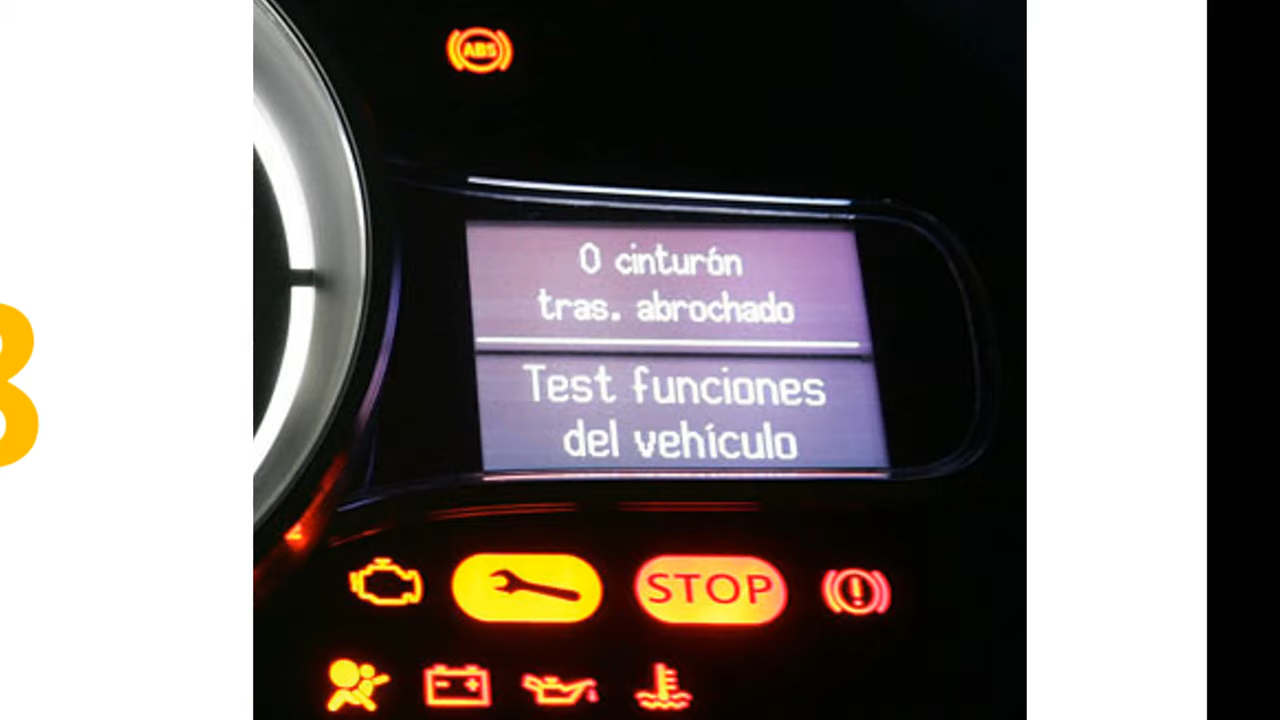 ABS
0 cinturón
tras. abrochado
Test funciones
del vehículo
STOP